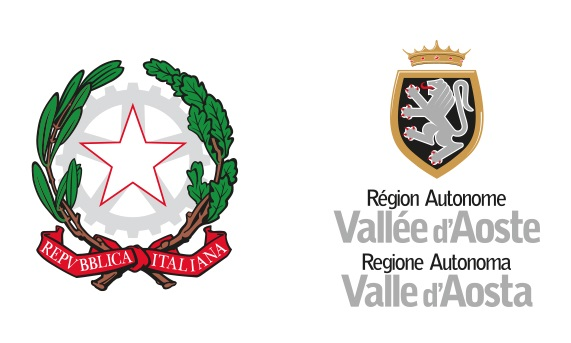 REPVBBLICA ITALIANA
Région Autonome
Vallée d'Aoste
Regione Autonoma
Valle d'Aosta